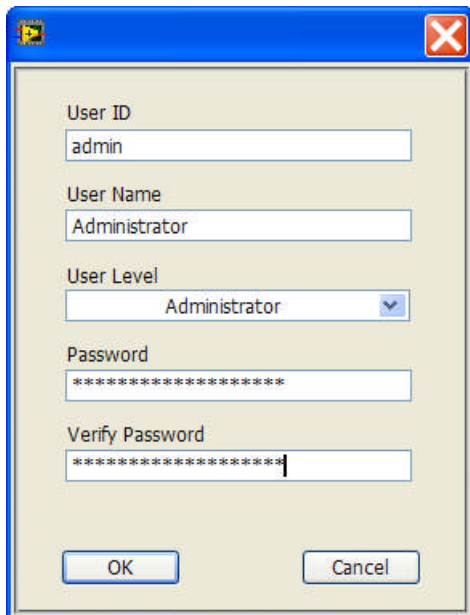 User ID
admin
User Name
Administrator
User Level
Administrator
Password
*******************
Verify Password
*******************
OK
Cancel